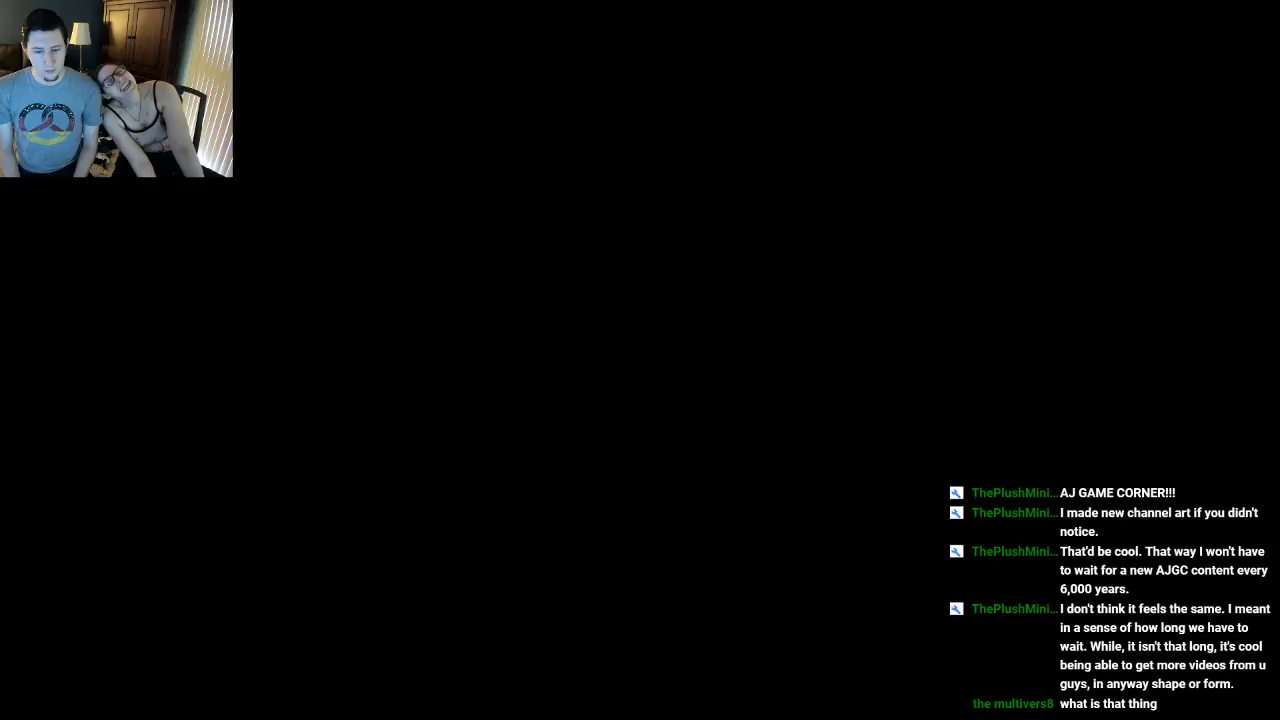 ThePlushMini... AJ GAME CORNER!!!
ThePlushMini... I made new channel art if you didn't
notice.
ThePlushMini... That'd be cool. That way I won't have
to wait for a new AJGC content every
6,000 years.
ThePlushMini... I don't think it feels the same. I meant
in a sense of how long we have to
wait. While, it isn't that long, it's cool
being able to get more videos from u
guys, in anyway shape or form.
the multivers8 what is that thing